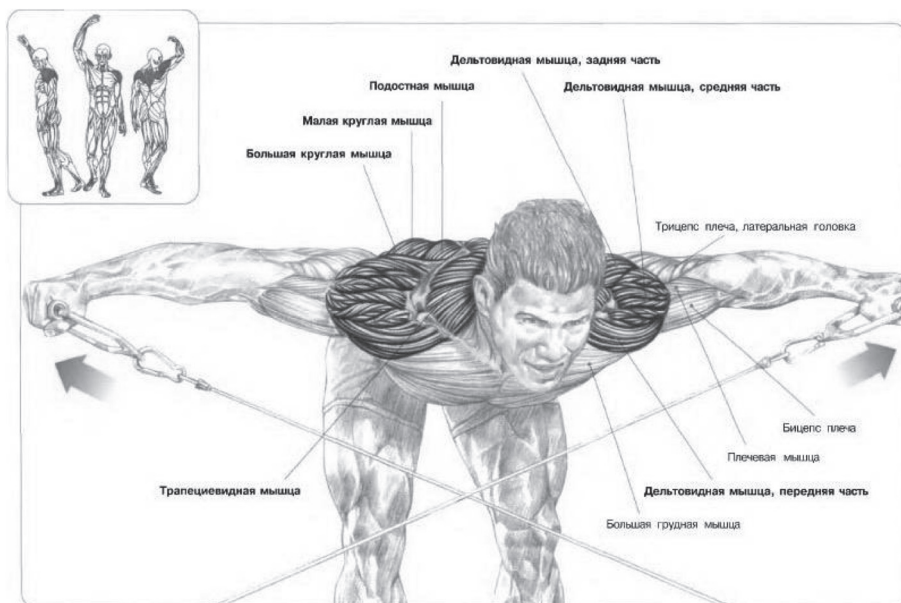 Дельтовидная мышца, задняя часть
Подостная мышца
Дельтовидная мышца, средняя часть
Малая круглая мышца
Большая круглая мышца
Трицепс плеча, латеральная головка
Бицепс плеча
Плечевая мышца
Трапециевидная мышца
Дельтовидная мышца, передняя часть
Большая грудная мышца